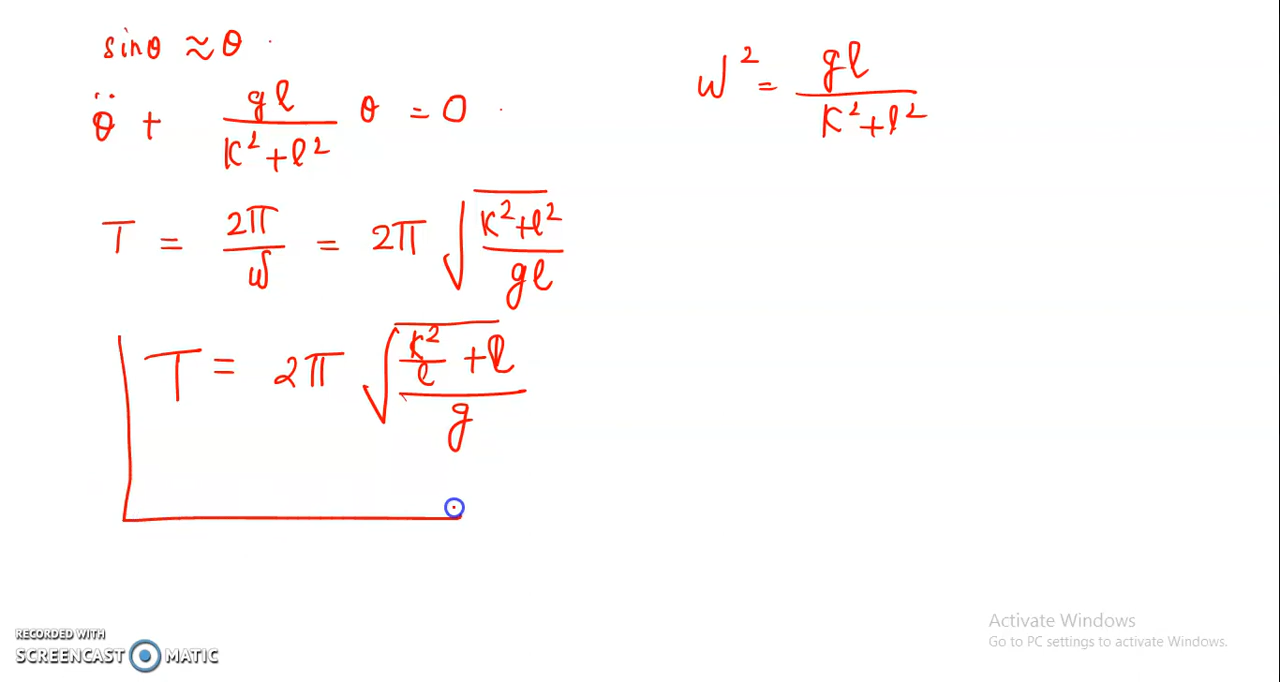 sinθ ≈ θ
θ̈ + gl/(K²+l²) θ = 0
ω² = gl/(K²+l²)
T = 2π/ω = 2π √((K²+l²)/gl)
T = 2π √((K²/l + l)/g)
Activate Windows
Go to PC settings to activate Windows.
RECORDED WITH
SCREENCAST MATIC